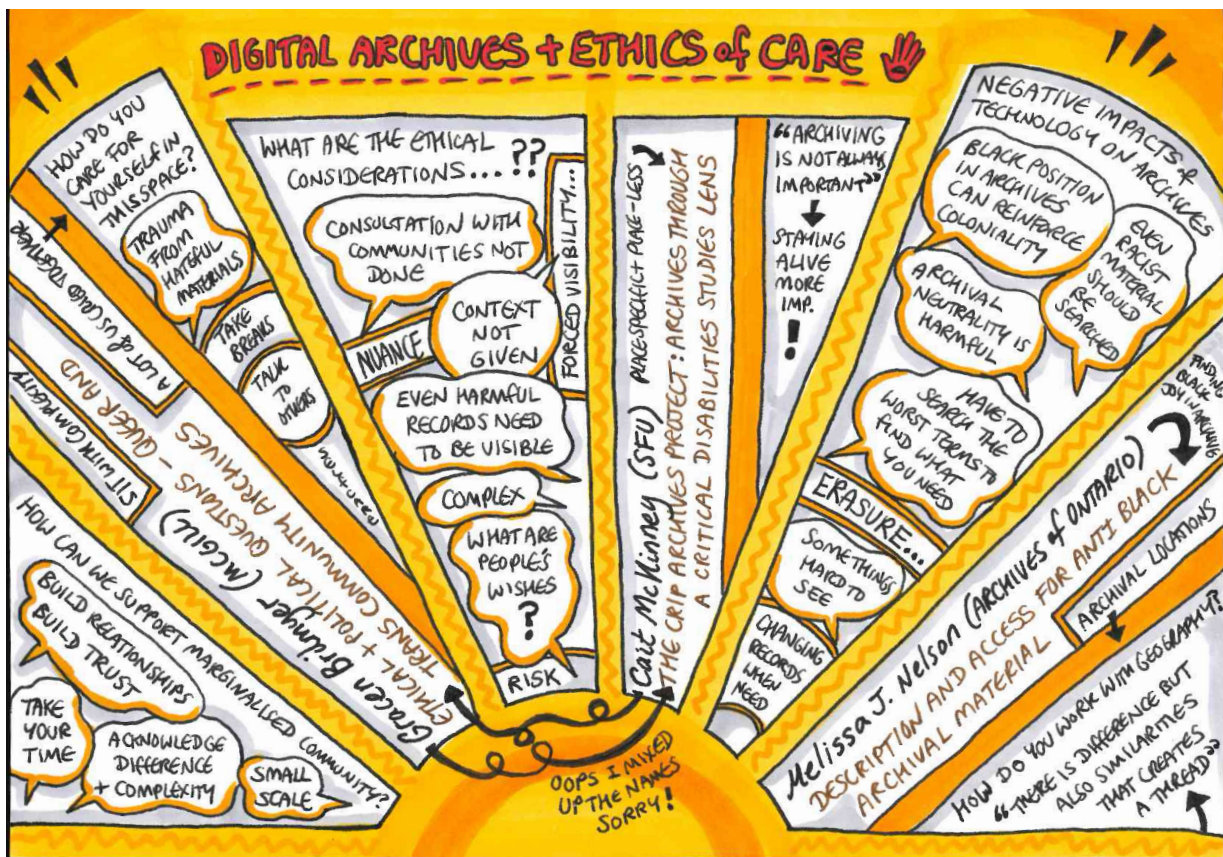 DIGITAL ARCHIVES + ETHICS of CARE
HOW CAN WE SUPPORT MARGINALISED COMMUNITY?
BUILD RELATIONSHIPS
BUILD TRUST
TAKE
YOUR
TIME
ACKNOWLEDGE
DIFFERENCE
+ COMPLEXITY
SMALL
SCALE
SIT WITH COMPLEXITY
Gracen Brilmyer (MCGILL)
ETHICAL + POLITICAL QUESTIONS – QUEER AND
TRANS COMMUNITY ARCHIVES
A LOT of US COULD
HOW DO YOU
CARE FOR
YOURSELF IN
THIS SPACE?
TRAUMA
FROM
HATEFUL
MATERIALS
TAKE
BREAKS
TALK
TO
OTHERS
WHAT ARE THE ETHICAL
CONSIDERATIONS... ??
CONSULTATION WITH
COMMUNITIES NOT
DONE
NUANCE
CONTEXT
NOT
GIVEN
FORCED VISIBILITY...
EVEN HARMFUL
RECORDS NEED
TO BE VISIBLE
COMPLEX
WHAT ARE
PEOPLE'S
WISHES
?
RISK
Cait McKinney (SFU)
PLACE-SPECIFIC + PLACE-LESS
THE CRIP ARCHIVES PROJECT: ARCHIVES THROUGH
A CRITICAL DISABILITIES STUDIES LENS
"ARCHIVING
IS NOT ALWAYS
IMPORTANT"
STAYING
ALIVE
MORE
IMP.
!
NEGATIVE IMPACTS of
TECHNOLOGY ON ARCHIVES
BLACK POSITION
IN ARCHIVES
CAN REINFORCE
COLONIALITY
EVEN
RACIST
MATERIAL
SHOULD
BE
SEARCHED
ARCHIVAL
NEUTRALITY IS
HARMFUL
HAVE TO
SEARCH THE
WORST TERMS TO
FIND WHAT
YOU NEED
ERASURE...
SOMETHINGS
HARD TO
SEE
CHANGING
RECORDS
WHEN
NEED
FINDING
BLACK
JOY IN ARCHIVING
Melissa J. Nelson (ARCHIVES of ONTARIO)
DESCRIPTION AND ACCESS FOR ANTI BLACK
ARCHIVAL MATERIAL
ARCHIVAL LOCATIONS
HOW DO YOU WORK WITH GEOGRAPHY?
"THERE IS DIFFERENCE BUT
ALSO SIMILARITIES
THAT CREATES
A THREAD"
OOPS I MIXED
UP THE NAMES
SORRY!